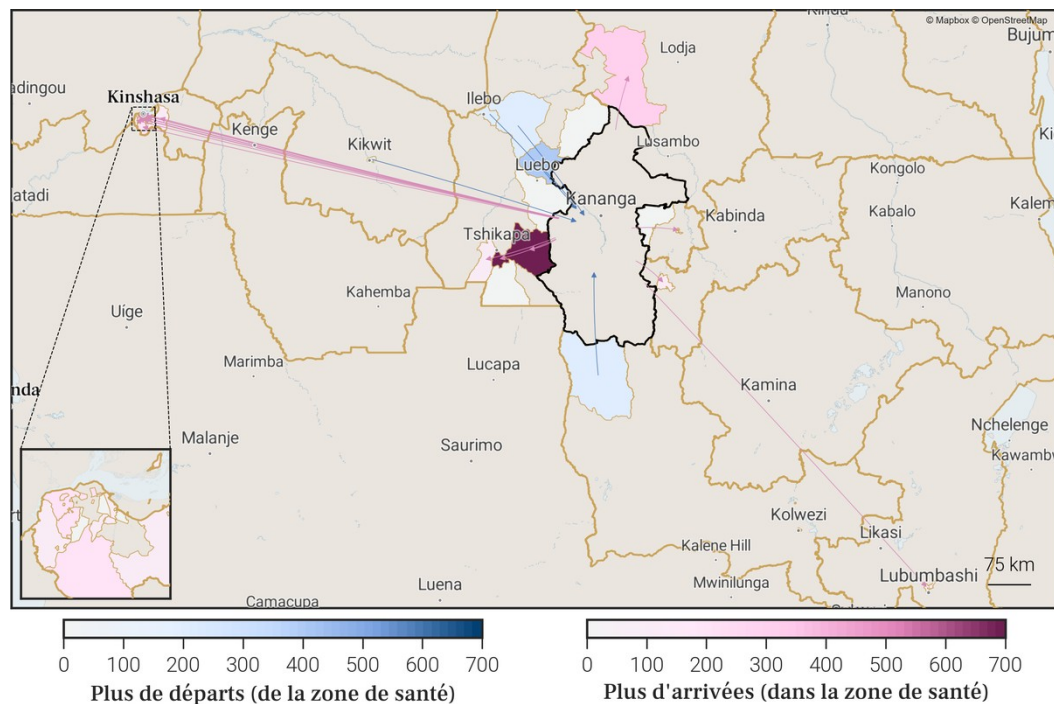 © Mapbox © OpenStreetMap
Bujum
Lodja
adingou
Kinshasa
Ilebo
Kenge
Kikwit
Lusambo
Luebo
Kongolo
atadi
Kananga
Kabinda
Kabalo
Kalem
Tshikapa
Kahemba
Manono
Uíge
Marimba
Lucapa
Kamina
nda
Nchelenge
Malanje
Saurimo
Kawambw
Kolwezi
Likasi
Kalene Hill
75 km
Luena
Mwinilunga
Lubumbashi
Camacupa
0 100 200 300 400 500 600 700
Plus de départs (de la zone de santé)
0 100 200 300 400 500 600 700
Plus d'arrivées (dans la zone de santé)